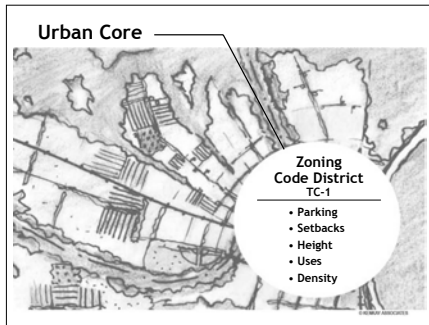 Urban Core
Zoning
Code District
TC-1
• Parking
• Setbacks
• Height
• Uses
• Density